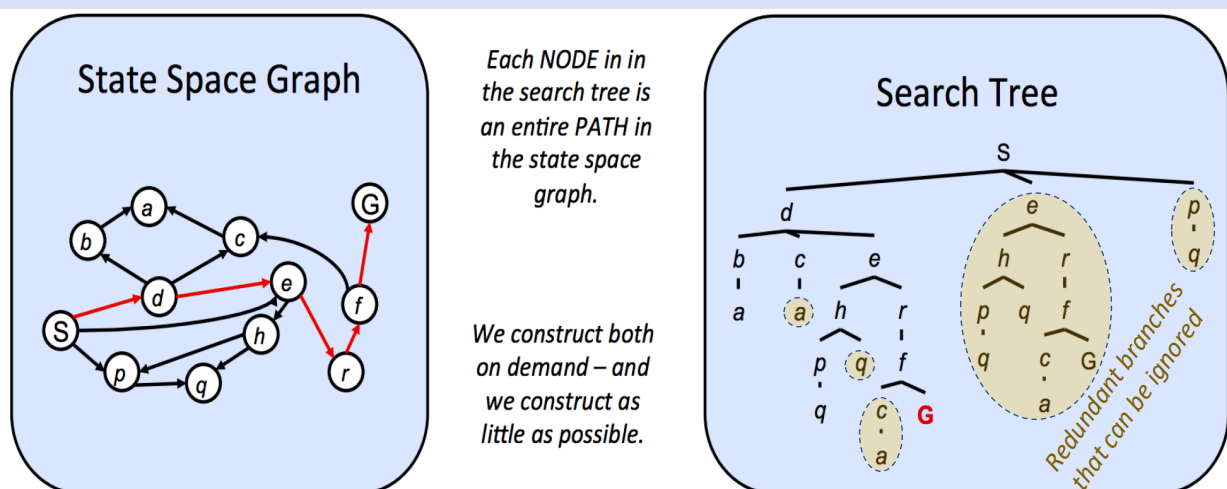 State Space Graph
a
G
b
c
d
e
f
S
h
p
q
r
Each NODE in in
the search tree is
an entire PATH in
the state space
graph.
We construct both
on demand – and
we construct as
little as possible.
Search Tree
S
d e p
b c e h r q
a a h r p q f
p q f q c G
q c G a
a
Redundant branches
that can be ignored